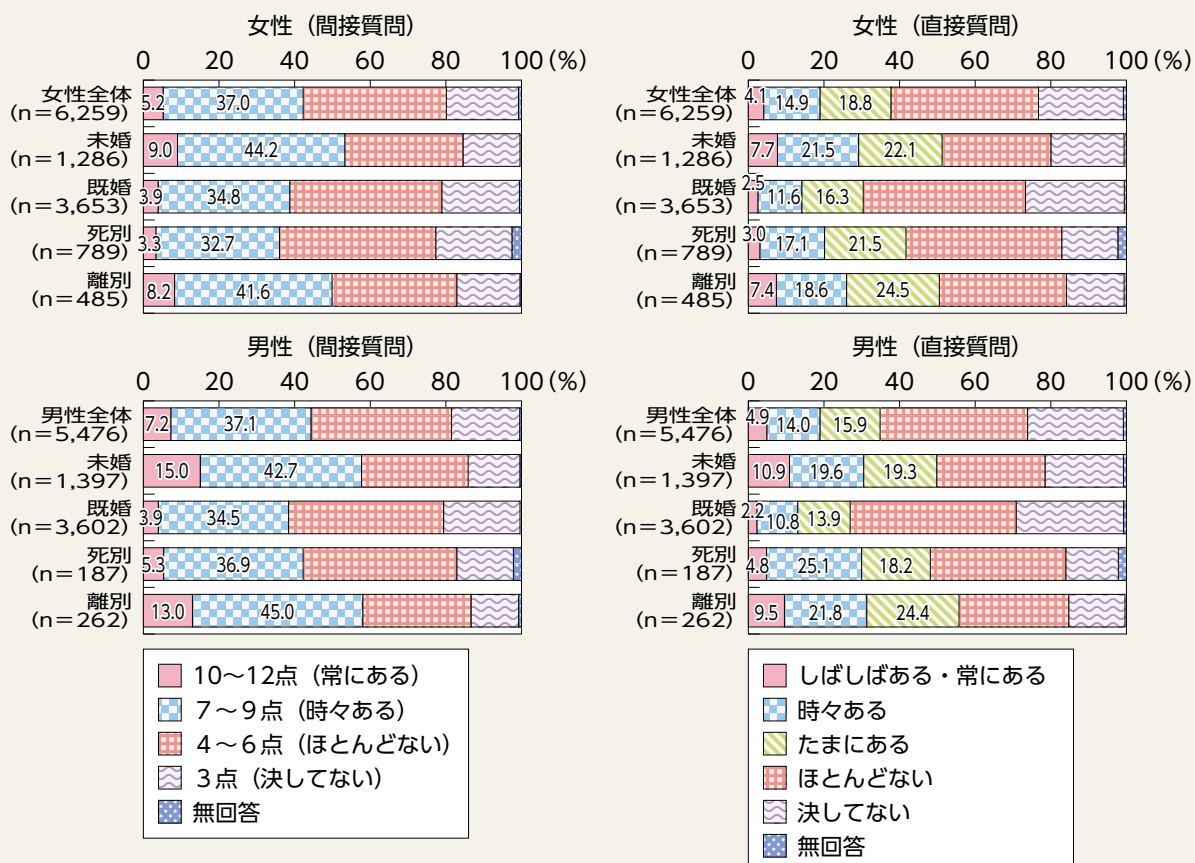 女性（間接質問）
0 20 40 60 80 100(%)
女性全体
(n＝6,259)
5.2 37.0
未婚
(n＝1,286)
9.0 44.2
既婚
(n＝3,653)
3.9 34.8
死別
(n＝789)
3.3 32.7
離別
(n＝485)
8.2 41.6
女性（直接質問）
0 20 40 60 80 100(%)
女性全体
(n＝6,259)
4.1 14.9 18.8
未婚
(n＝1,286)
7.7 21.5 22.1
既婚
(n＝3,653)
2.5 11.6 16.3
死別
(n＝789)
3.0 17.1 21.5
離別
(n＝485)
7.4 18.6 24.5
男性（間接質問）
0 20 40 60 80 100(%)
男性全体
(n＝5,476)
7.2 37.1
未婚
(n＝1,397)
15.0 42.7
既婚
(n＝3,602)
3.9 34.5
死別
(n＝187)
5.3 36.9
離別
(n＝262)
13.0 45.0
男性（直接質問）
0 20 40 60 80 100(%)
男性全体
(n＝5,476)
4.9 14.0 15.9
未婚
(n＝1,397)
10.9 19.6 19.3
既婚
(n＝3,602)
2.2 10.8 13.9
死別
(n＝187)
4.8 25.1 18.2
離別
(n＝262)
9.5 21.8 24.4
10～12点（常にある）
７～９点（時々ある）
４～６点（ほとんどない）
３点（決してない）
無回答
しばしばある・常にある
時々ある
たまにある
ほとんどない
決してない
無回答